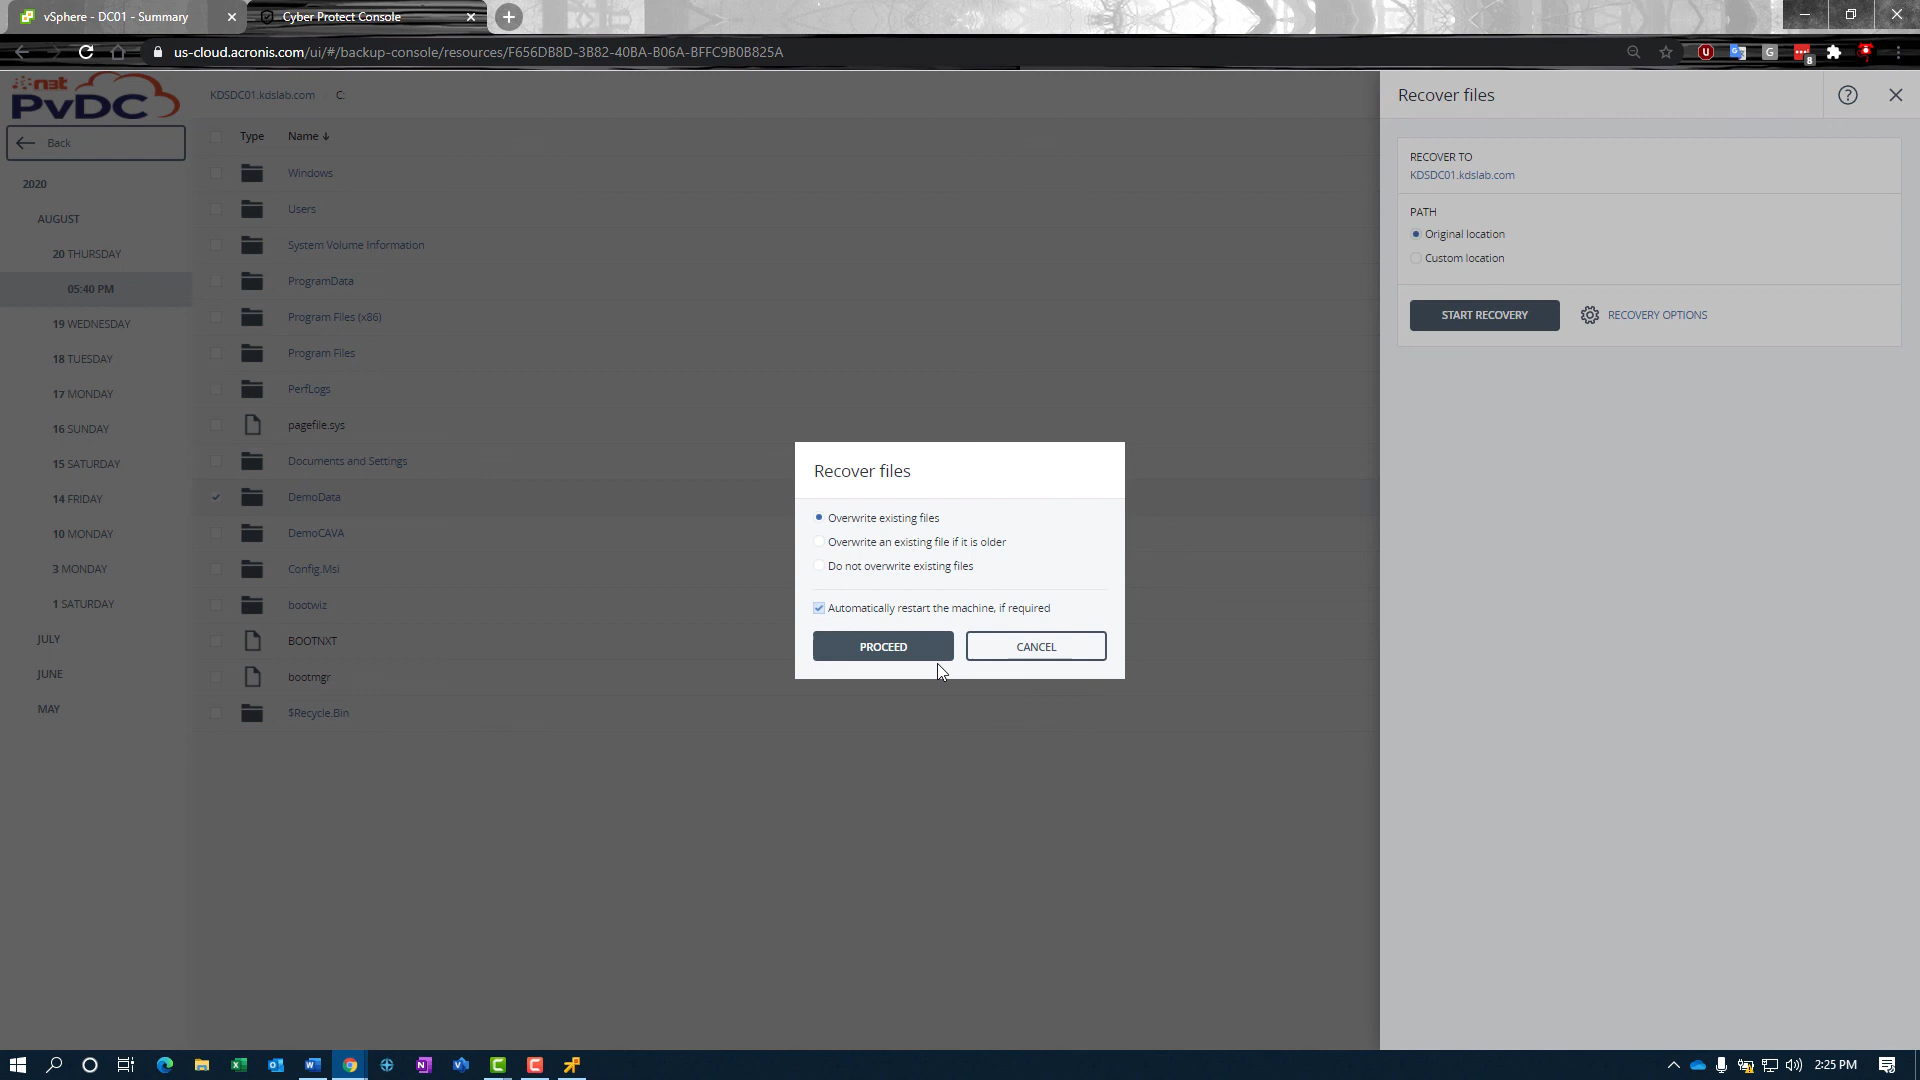 vSphere - DC01 - Summary
Cyber Protect Console
us-cloud.acronis.com/ui/#/backup-console/resources/F656DB8D-3B82-40BA-B06A-BFFC9B0B825A
U
G
8
net
PvDC
Back
2020
AUGUST
20 THURSDAY
05:40 PM
19 WEDNESDAY
18 TUESDAY
17 MONDAY
16 SUNDAY
15 SATURDAY
14 FRIDAY
10 MONDAY
3 MONDAY
1 SATURDAY
JULY
JUNE
MAY
KDSDC01.kdslab.com C:
Type Name
Windows
Users
System Volume Information
ProgramData
Program Files (x86)
Program Files
PerfLogs
pagefile.sys
Documents and Settings
DemoData
DemoCAVA
Config.Msi
bootwiz
BOOTNXT
bootmgr
$Recycle.Bin
Recover files
Overwrite existing files
Overwrite an existing file if it is older
Do not overwrite existing files
Automatically restart the machine, if required
PROCEED CANCEL
Recover files
RECOVER TO
KDSDC01.kdslab.com
PATH
Original location
Custom location
START RECOVERY RECOVERY OPTIONS
2:25 PM